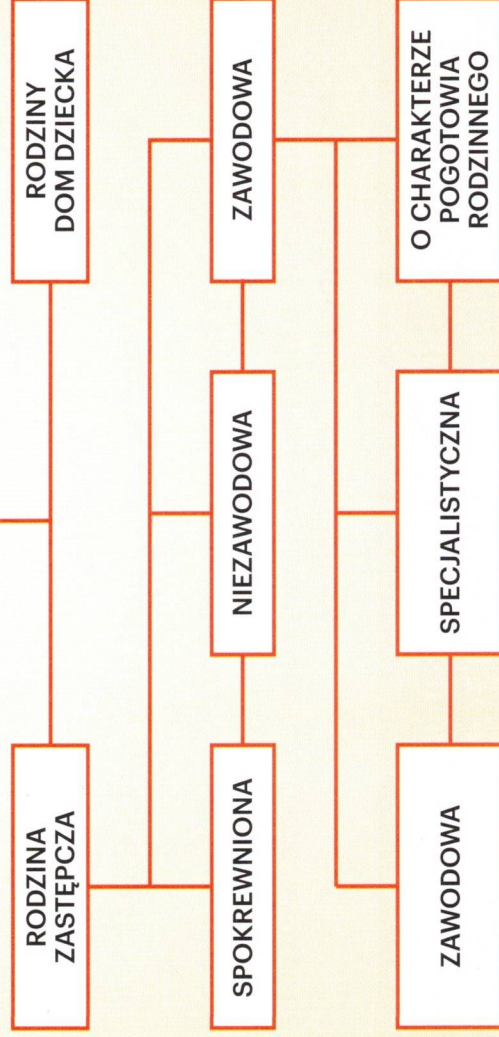 RODZINA
ZASTĘPCZA
RODZINY
DOM DZIECKA
SPOKREWNIONA
NIEZAWODOWA
ZAWODOWA
ZAWODOWA
SPECJALISTYCZNA
O CHARAKTERZE
POGOTOWIA
RODZINNEGO